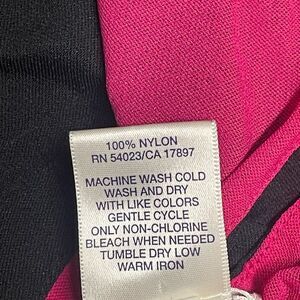 100% NYLON
RN 54023/CA 17897
MACHINE WASH COLD
WASH AND DRY
WITH LIKE COLORS
GENTLE CYCLE
ONLY NON-CHLORINE
BLEACH WHEN NEEDED
TUMBLE DRY LOW
WARM IRON